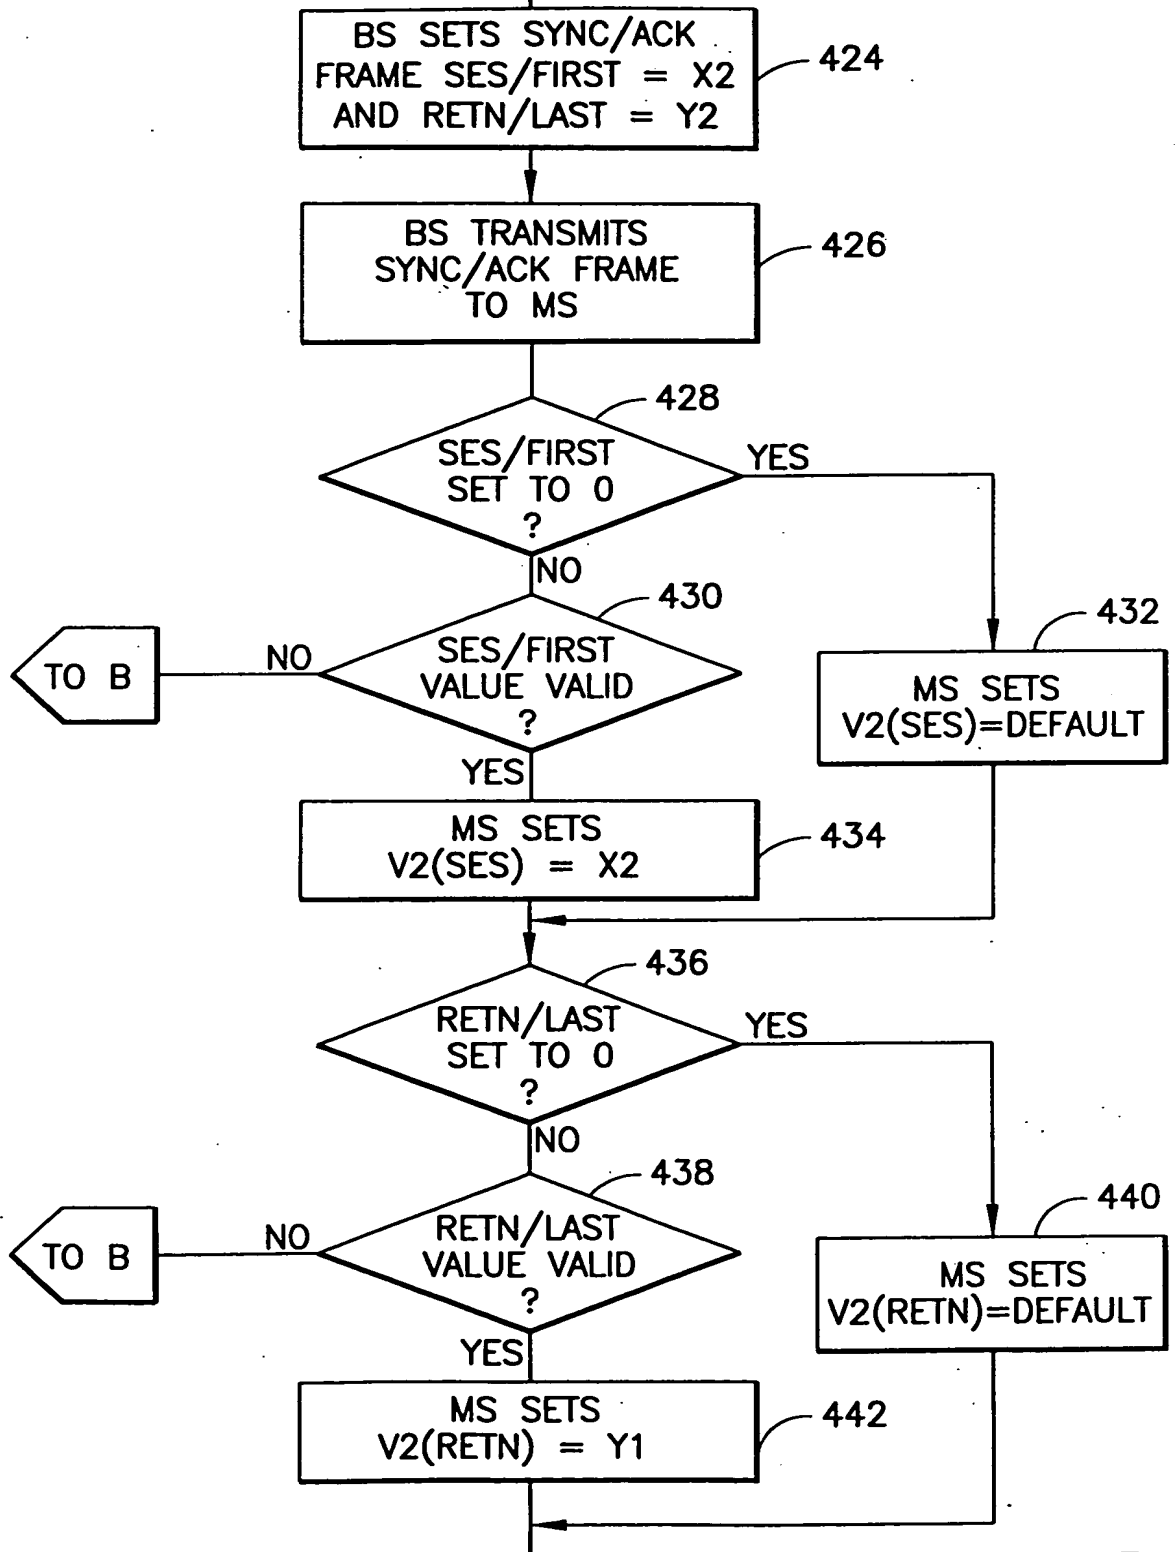 BS SETS SYNC/ACK
FRAME SES/FIRST = X2
AND RETN/LAST = Y2
424
BS TRANSMITS
SYNC/ACK FRAME
TO MS
426
428
SES/FIRST
SET TO 0
?
YES
NO
430
SES/FIRST
VALUE VALID
?
NO
TO B
YES
432
MS SETS
V2(SES)=DEFAULT
MS SETS
V2(SES) = X2
434
436
RETN/LAST
SET TO 0
?
YES
NO
438
RETN/LAST
VALUE VALID
?
NO
TO B
YES
440
MS SETS
V2(RETN)=DEFAULT
MS SETS
V2(RETN) = Y1
442